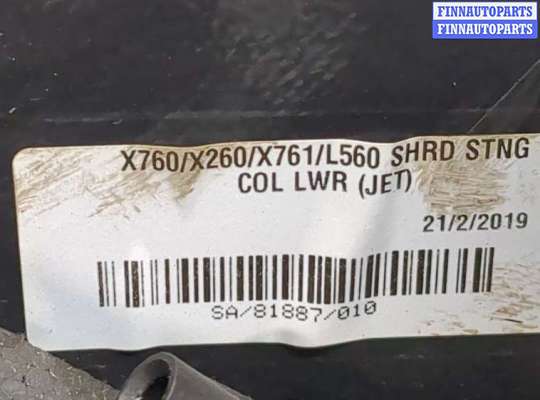 FINNAUTOPARTS
FINNAUTOPARTS
X760/X260/X761/L560 SHRD STNG
COL LWR (JET)
21/2/2019
SA/81887/010